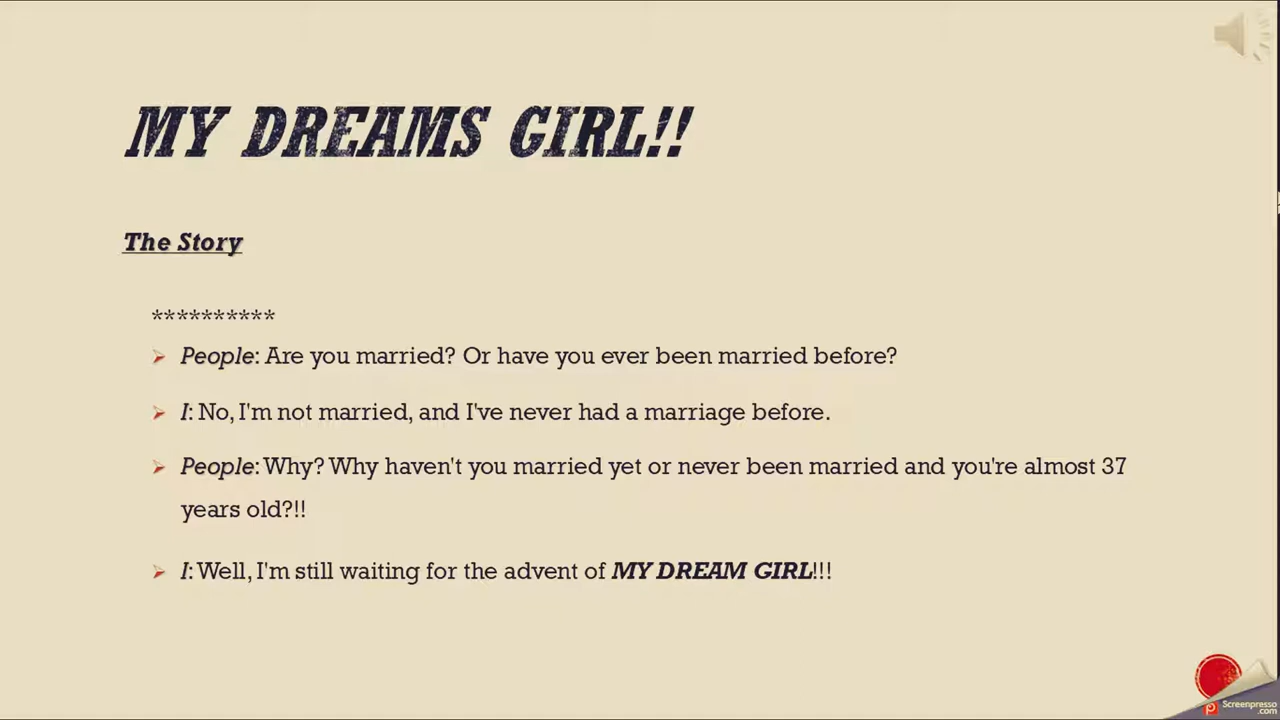 MY DREAMS GIRL!!
The Story
**********
People: Are you married? Or have you ever been married before?
I: No, I'm not married, and I've never had a marriage before.
People: Why? Why haven't you married yet or never been married and you're almost 37
years old?!!
I: Well, I'm still waiting for the advent of MY DREAM GIRL!!!
Screenpresso
.com